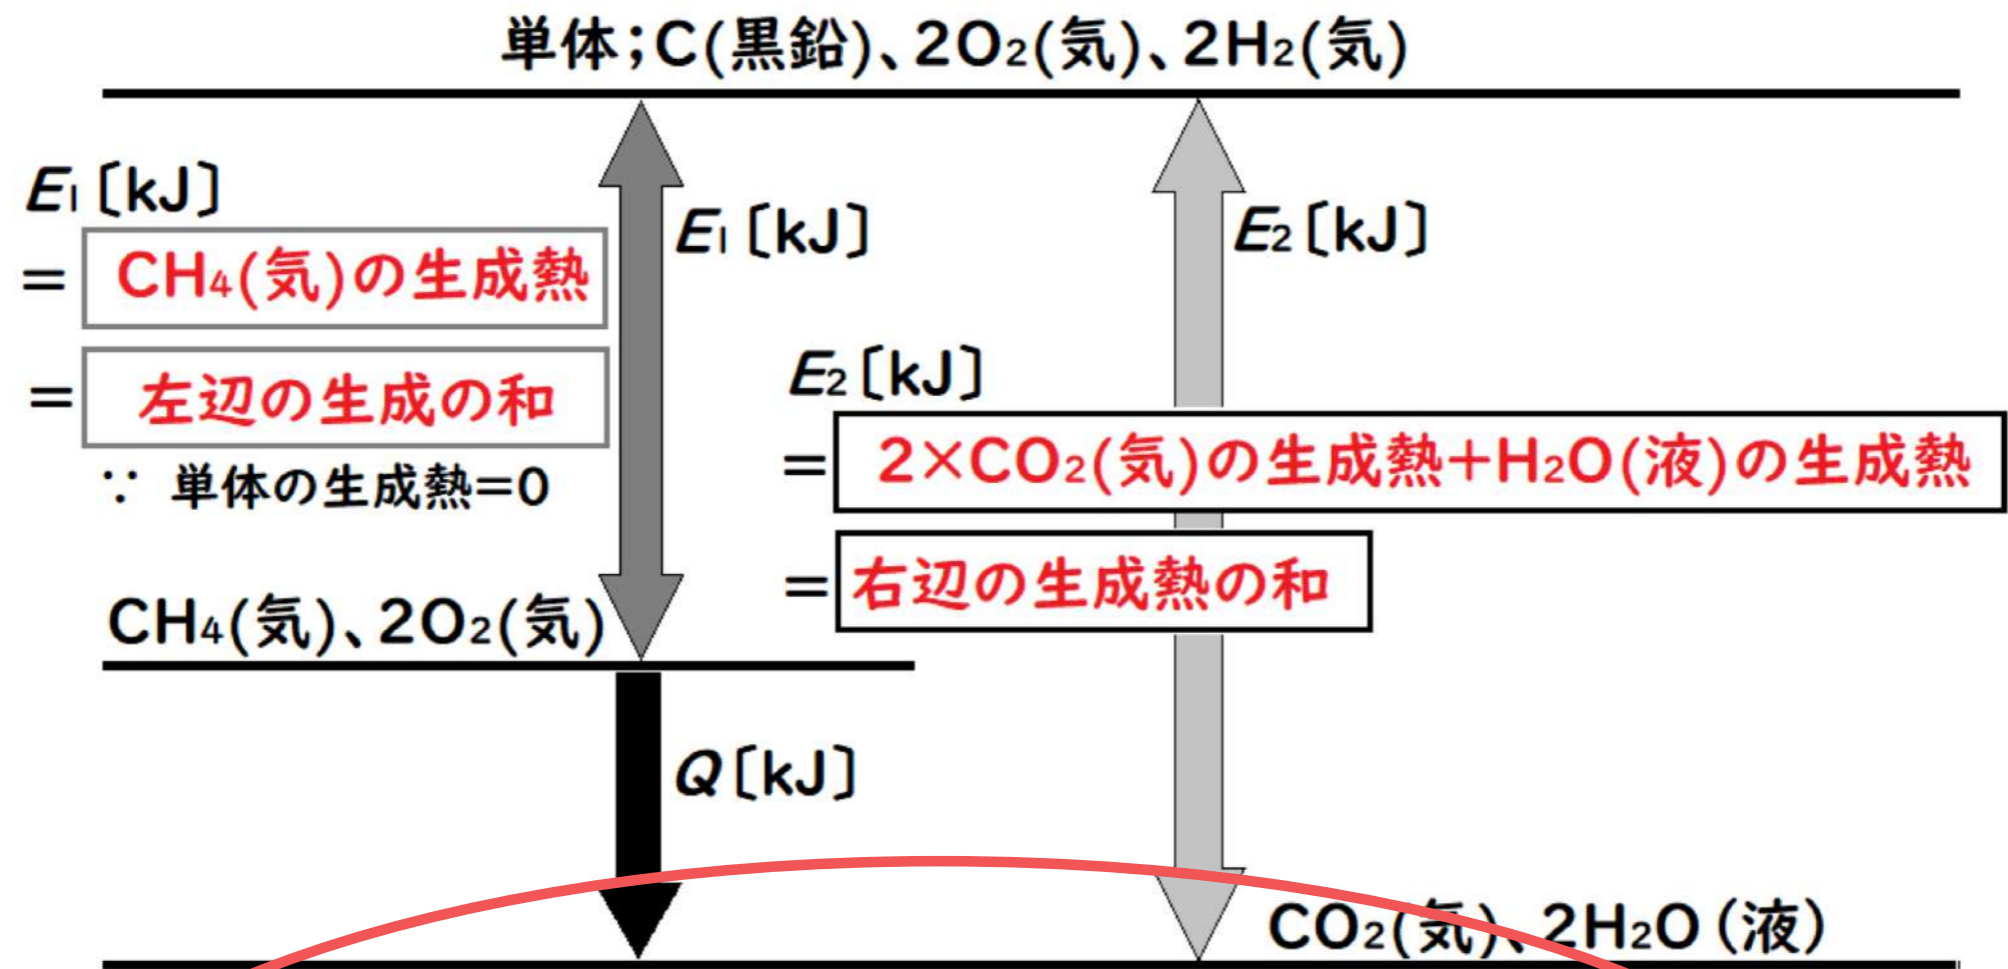 単体；C(黒鉛)、2O₂(気)、2H₂(気)
E₁〔kJ〕
= CH₄(気)の生成熱
= 左辺の生成の和
∵ 単体の生成熱=0
E₁〔kJ〕
E₂〔kJ〕
E₂〔kJ〕
= 2×CO₂(気)の生成熱+H₂O(液)の生成熱
= 右辺の生成熱の和
CH₄(気)、2O₂(気)
Q〔kJ〕
CO₂(気)、2H₂O(液)